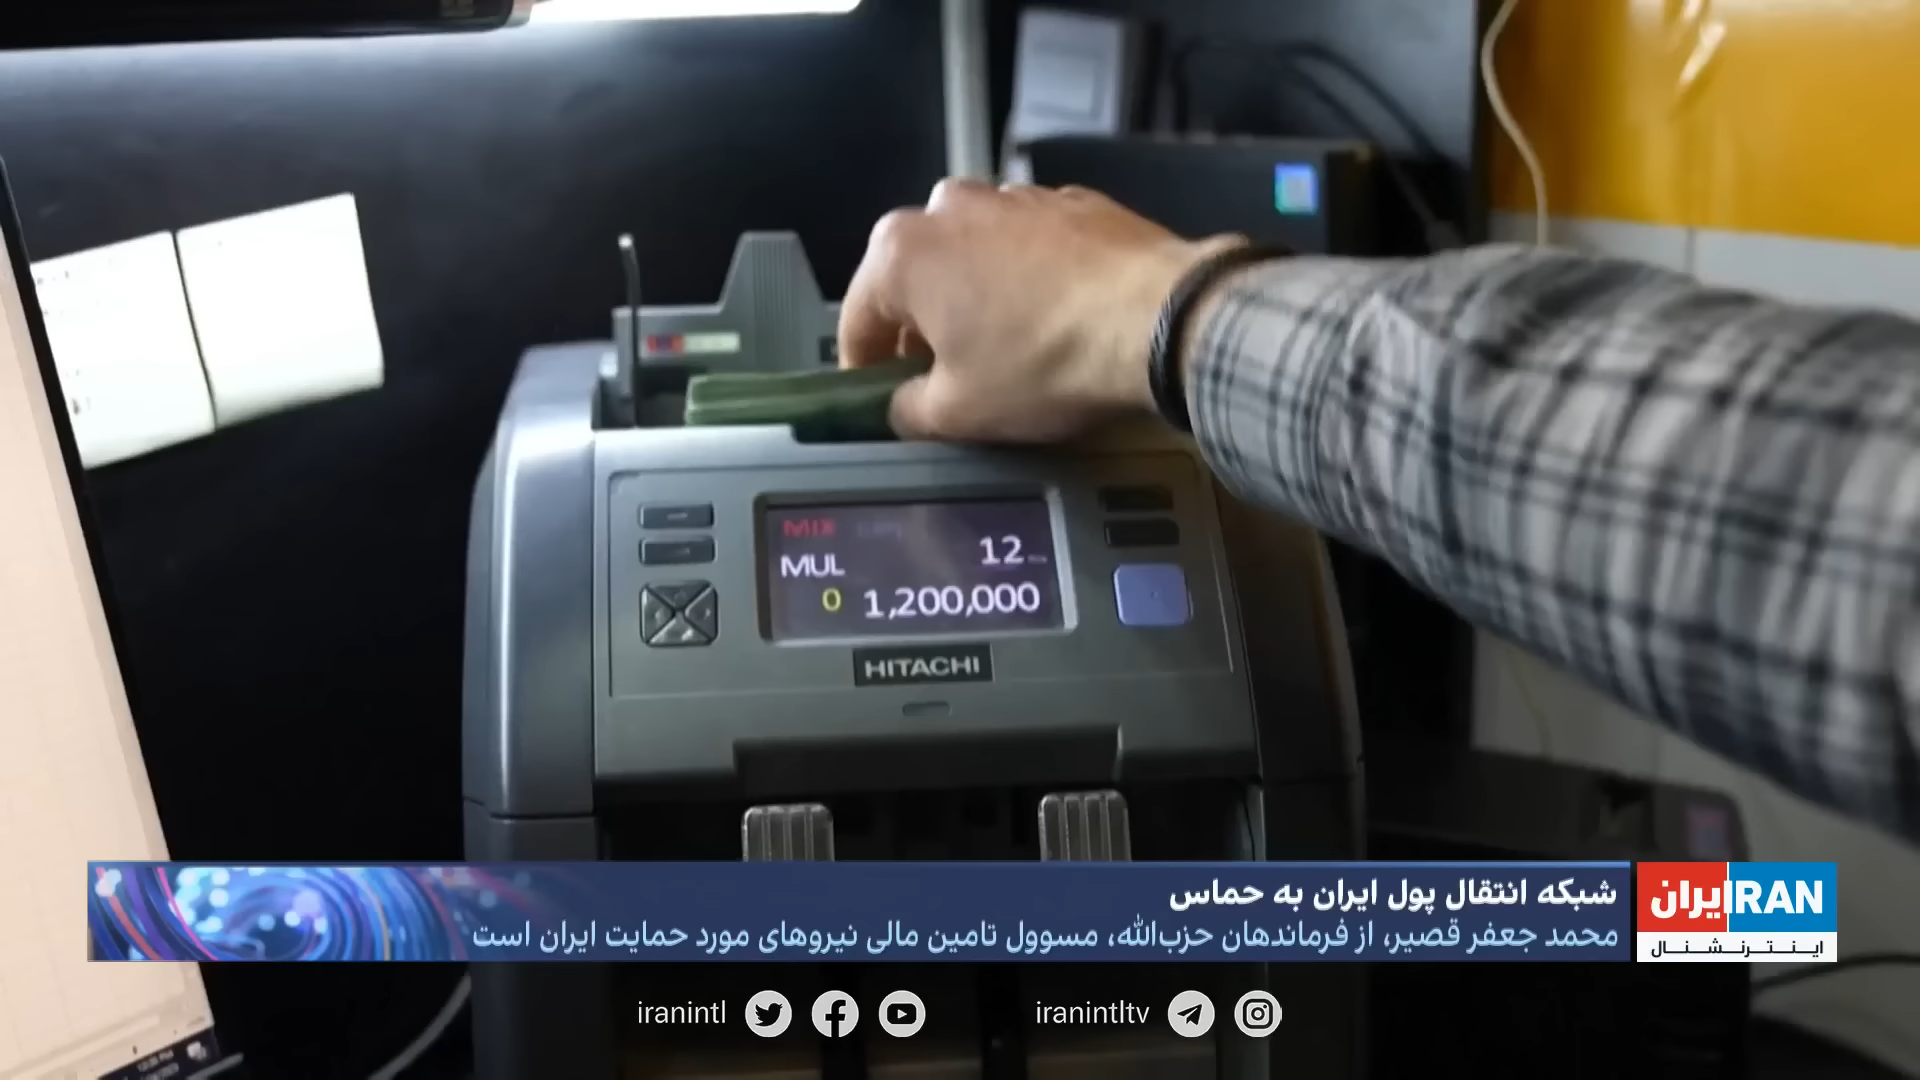 MIX
MUL
12
0 1,200,000
HITACHI
شبکه انتقال پول ایران به حماس
محمد جعفر قصیر، از فرماندهان حزب‌الله، مسوول تامین مالی نیروهای مورد حمایت ایران است
ایران IRAN
اینترنشنال
iranintl
iranintltv